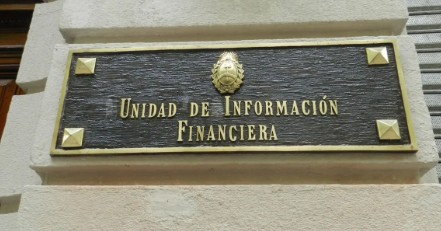 UNIDAD DE INFORMACIÓN
FINANCIERA